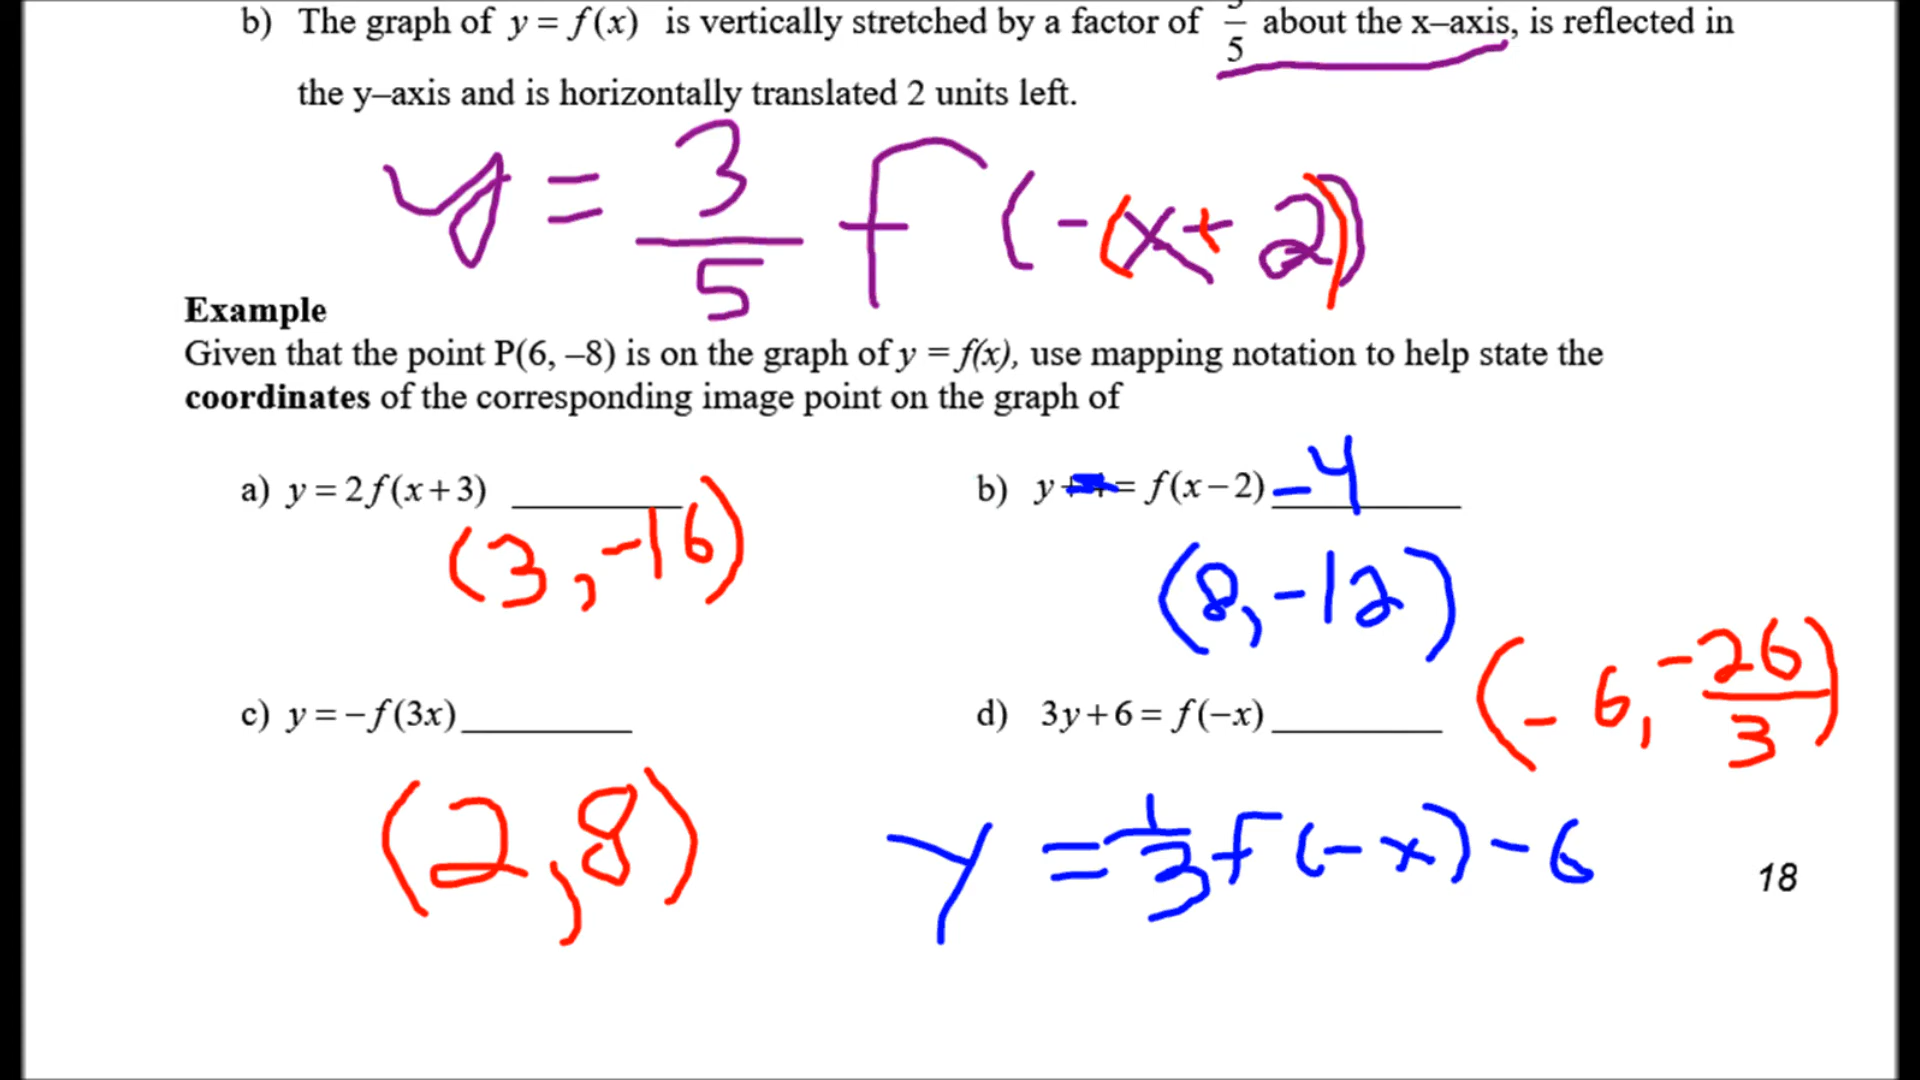 b) The graph of y = f(x) is vertically stretched by a factor of 3/5 about the x–axis, is reflected in
the y–axis and is horizontally translated 2 units left.
y = 3/5 f(-(x+2))
Example
Given that the point P(6, –8) is on the graph of y = f(x), use mapping notation to help state the
coordinates of the corresponding image point on the graph of
a) y = 2f(x+3) __________
b) y = f(x−2) -4
(3, -16)
(8, -12)
c) y = −f(3x)__________
d) 3y+6 = f(−x)__________ (-6, -26/3)
(2, 8)
y = 1/3 f(-x) - 6
18